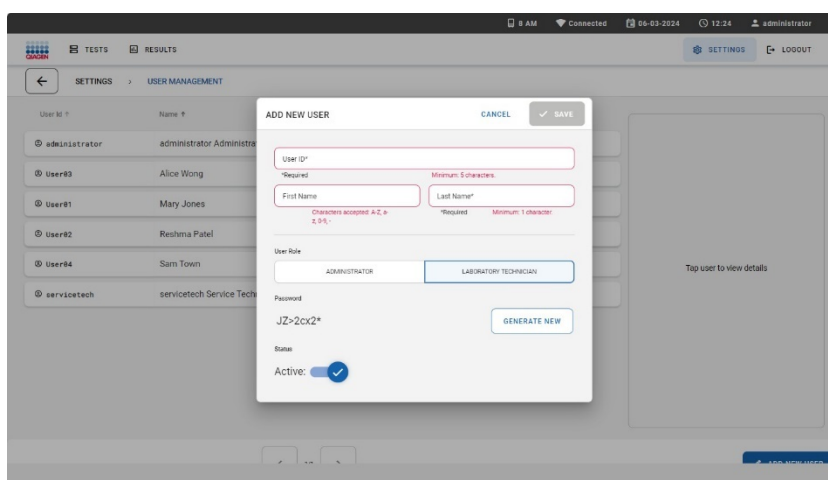 8 AM Connected 06-03-2024 12:24 administrator
QIAGEN TESTS RESULTS SETTINGS LOGOUT
SETTINGS > USER MANAGEMENT
User Id ↑ Name ↑
administrator administrator Administra
User03 Alice Wong
User01 Mary Jones
User02 Reshma Patel
User04 Sam Town
servicetech servicetech Service Tech
ADD NEW USER CANCEL SAVE
User ID*
*Required Minimum: 5 characters.
First Name Last Name*
Characters accepted: A-Z, a-z, 0-9, - *Required Minimum: 1 character.
User Role
ADMINISTRATOR LABORATORY TECHNICIAN
Password
JZ>2cx2* GENERATE NEW
Status
Active:
Tap user to view details
ADD NEW USER